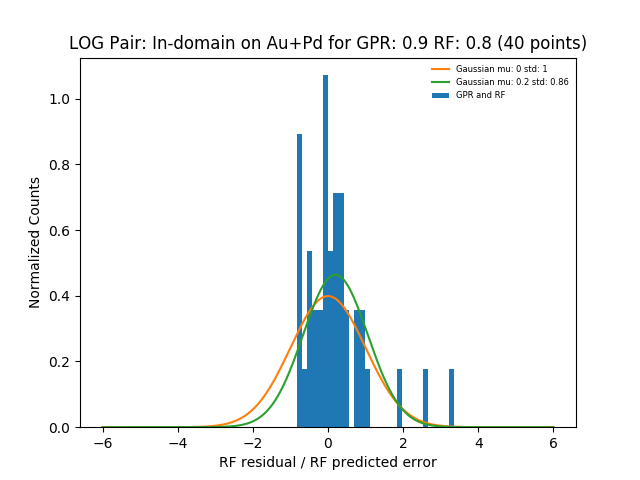 LOG Pair: In-domain on Au+Pd for GPR: 0.9 RF: 0.8 (40 points)
Gaussian mu: 0 std: 1
Gaussian mu: 0.2 std: 0.86
GPR and RF
Normalized Counts
1.0
0.8
0.6
0.4
0.2
0.0
−6 −4 −2 0 2 4 6
RF residual / RF predicted error